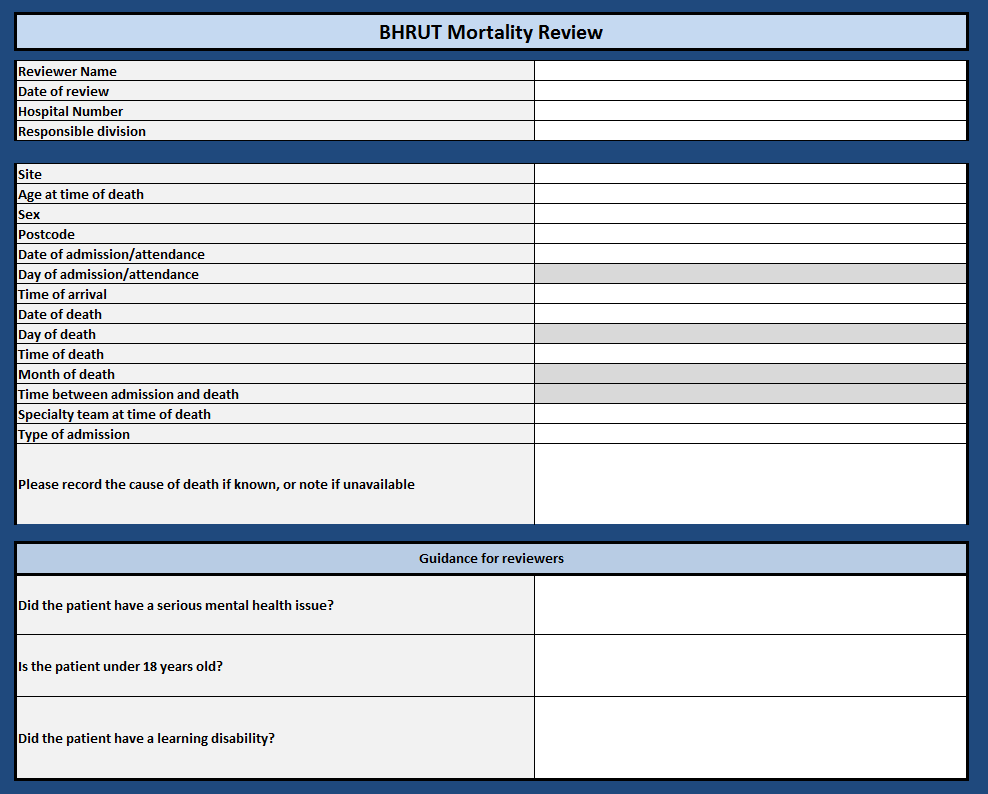 BHRUT Mortality Review
Reviewer Name
Date of review
Hospital Number
Responsible division
Site
Age at time of death
Sex
Postcode
Date of admission/attendance
Day of admission/attendance
Time of arrival
Date of death
Day of death
Time of death
Month of death
Time between admission and death
Specialty team at time of death
Type of admission
Please record the cause of death if known, or note if unavailable
Guidance for reviewers
Did the patient have a serious mental health issue?
Is the patient under 18 years old?
Did the patient have a learning disability?